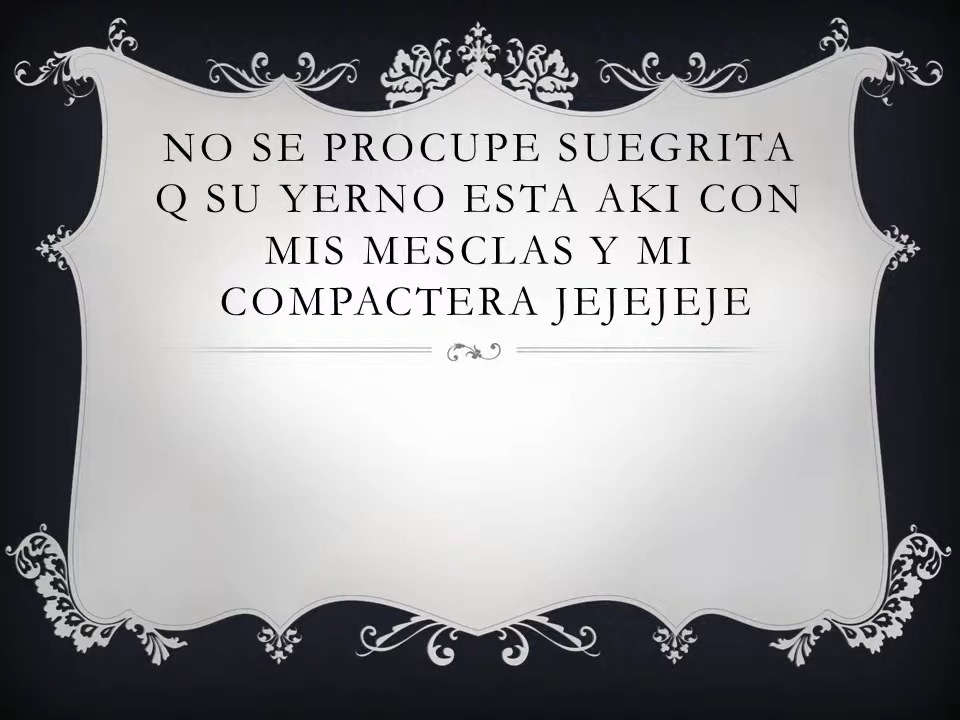 NO SE PROCUPE SUEGRITA
Q SU YERNO ESTA AKI CON
MIS MESCLAS Y MI
COMPACTERA JEJEJEJE